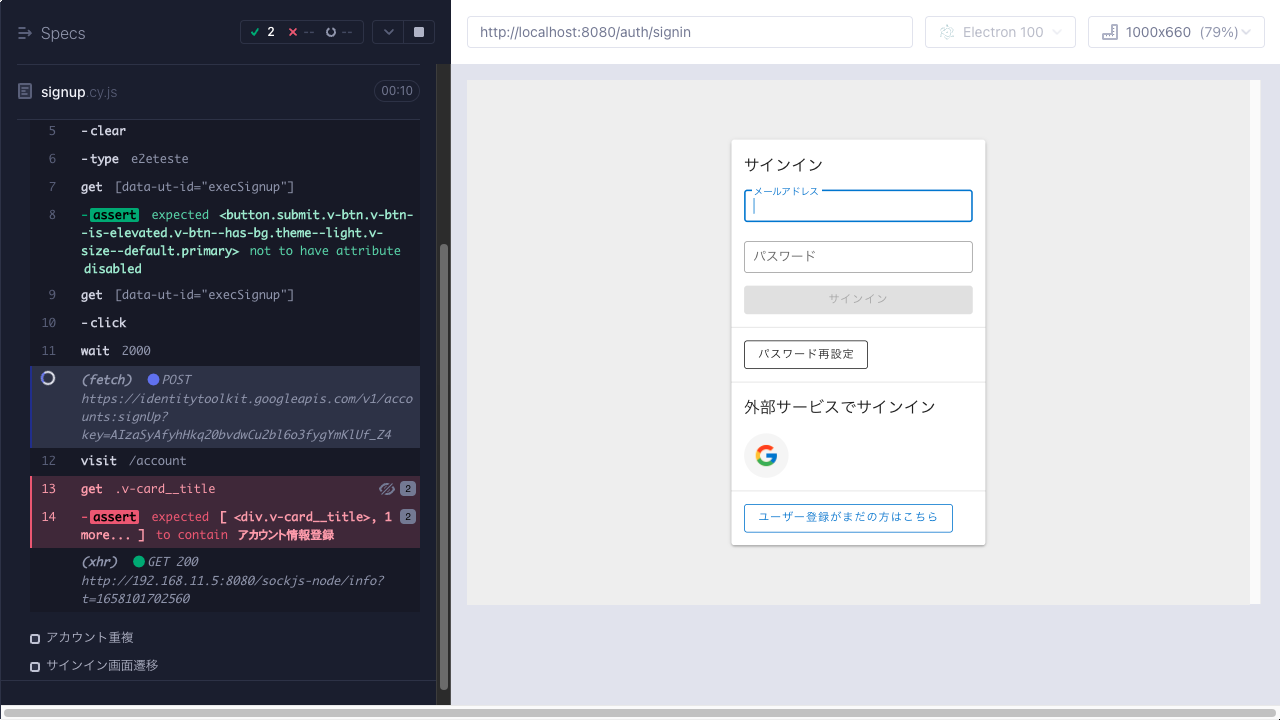 Specs
2
--
--
http://localhost:8080/auth/signin
Electron 100
1000x660 (79%)
signup.cy.js
00:10
5 -clear
6 -type e2eteste
7 get [data-ut-id="execSignup"]
8 -assert expected <button.submit.v-btn.v-btn-
-is-elevated.v-btn--has-bg.theme--light.v-
size--default.primary> not to have attribute
disabled
9 get [data-ut-id="execSignup"]
10 -click
11 wait 2000
(fetch) POST
https://identitytoolkit.googleapis.com/v1/acco
unts:signUp?
key=AIzaSyAfyhHkq20bvdwCu2bl6o3fygYmKlUf_Z4
12 visit /account
13 get .v-card__title 2
14 -assert expected [ <div.v-card__title>, 1 2
more... ] to contain アカウント情報登録
(xhr) GET 200
http://192.168.11.5:8080/sockjs-node/info?
t=1658101702560
アカウント重複
サインイン画面遷移
サインイン
メールアドレス
パスワード
サインイン
パスワード再設定
外部サービスでサインイン
ユーザー登録がまだの方はこちら